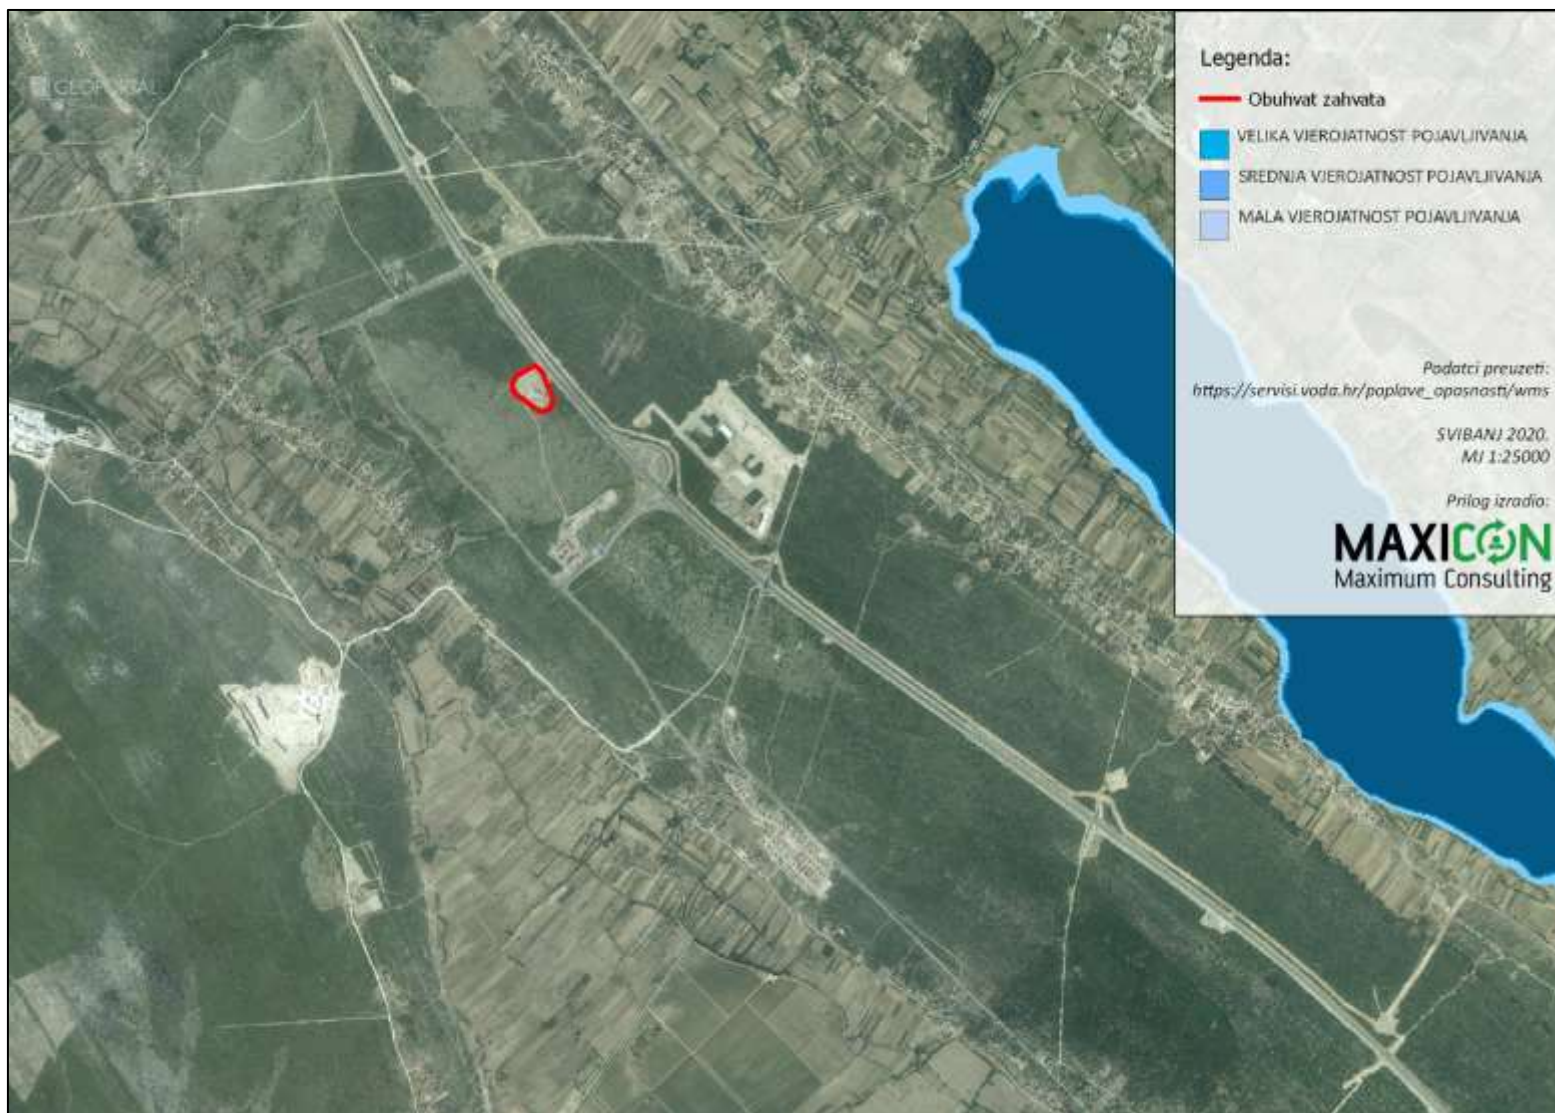 GEOPORTAL
Legenda:
Obuhvat zahvata
VELIKA VJEROJATNOST POJAVLJIVANJA
SREDNJA VJEROJATNOST POJAVLJIVANJA
MALA VJEROJATNOST POJAVLJIVANJA
Podatci preuzeti:
https://servisi.voda.hr/poplave_opasnosti/wms
SVIBANJ 2020.
MJ 1:25000
Prilog izradio:
MAXICON
Maximum Consulting